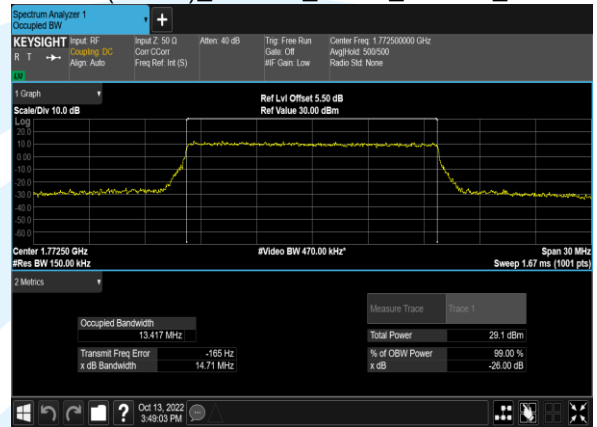 Spectrum Analyzer 1
Occupied BW
+
KEYSIGHT Input: RF Input Z: 50 Ω Atten: 40 dB Trig: Free Run Center Freq: 1.772500000 GHz
R T Coupling: DC Corr CCorr Gate: Off Avg|Hold: 500/500
Align: Auto Freq Ref: Int (S) #IF Gain: Low Radio Std: None
LU
1 Graph
Ref Lvl Offset 5.50 dB
Scale/Div 10.0 dB Ref Value 30.00 dBm
Log
20.0
10.0
0.00
-10.0
-20.0
-30.0
-40.0
-50.0
-60.0
Center 1.77250 GHz #Video BW 470.00 kHz* Span 30 MHz
#Res BW 150.00 kHz Sweep 1.67 ms (1001 pts)
2 Metrics
Measure Trace Trace 1
Occupied Bandwidth
13.417 MHz Total Power 29.1 dBm
Transmit Freq Error -165 Hz % of OBW Power 99.00 %
x dB Bandwidth 14.71 MHz x dB -26.00 dB
? Oct 13, 2022
3:49:03 PM